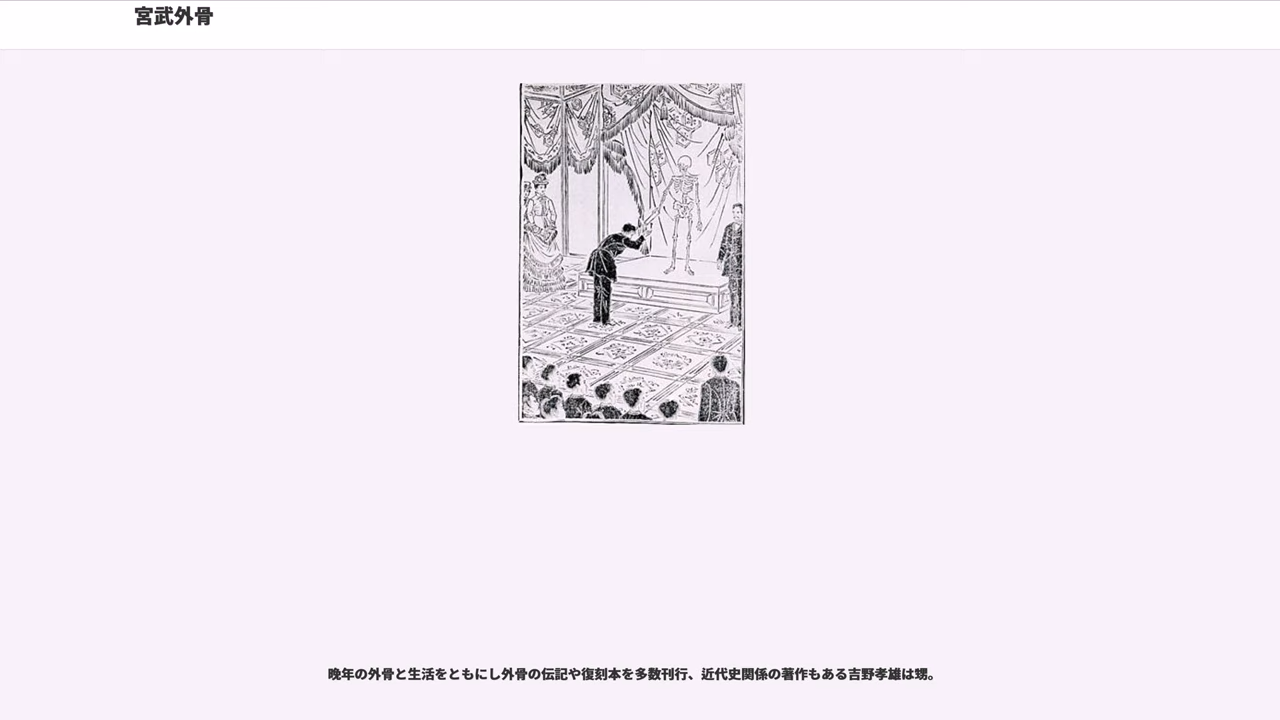 宮武外骨
晩年の外骨と生活をともにし外骨の伝記や復刻本を多数刊行、近代史関係の著作もある吉野孝雄は甥。